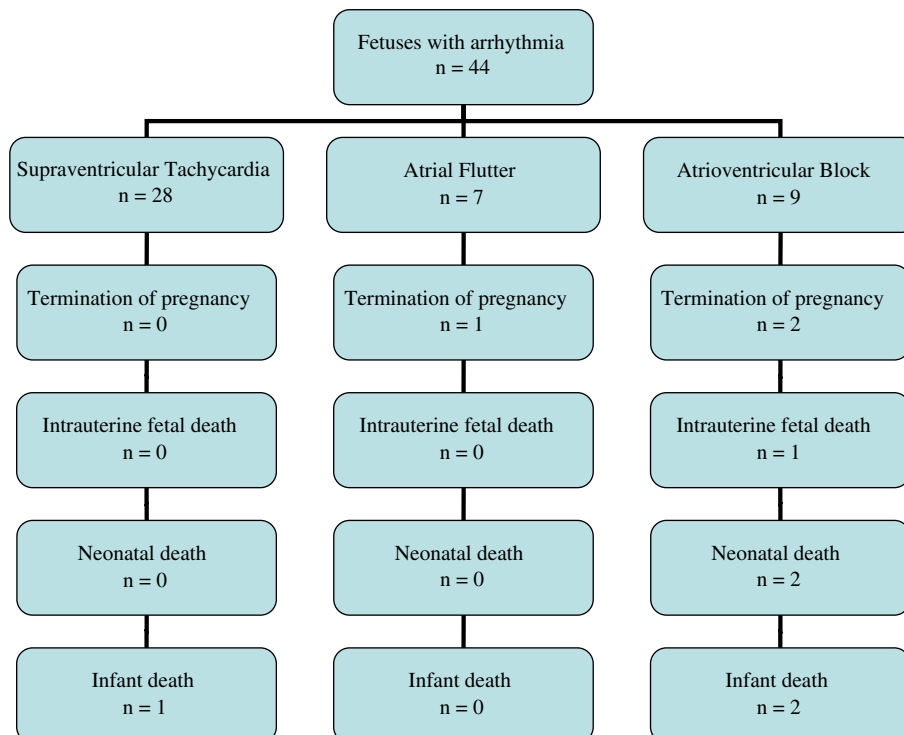 Fetuses with arrhythmia
n = 44
Supraventricular Tachycardia
n = 28
Atrial Flutter
n = 7
Atrioventricular Block
n = 9
Termination of pregnancy
n = 0
Termination of pregnancy
n = 1
Termination of pregnancy
n = 2
Intrauterine fetal death
n = 0
Intrauterine fetal death
n = 0
Intrauterine fetal death
n = 1
Neonatal death
n = 0
Neonatal death
n = 0
Neonatal death
n = 2
Infant death
n = 1
Infant death
n = 0
Infant death
n = 2